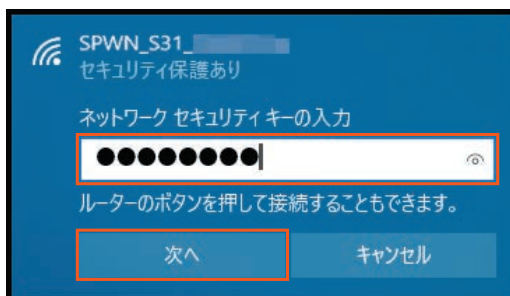 SPWN_S31_
セキュリティ保護あり
ネットワーク セキュリティ キーの入力
●●●●●●●●
ルーターのボタンを押して接続することもできます。
次へ
キャンセル